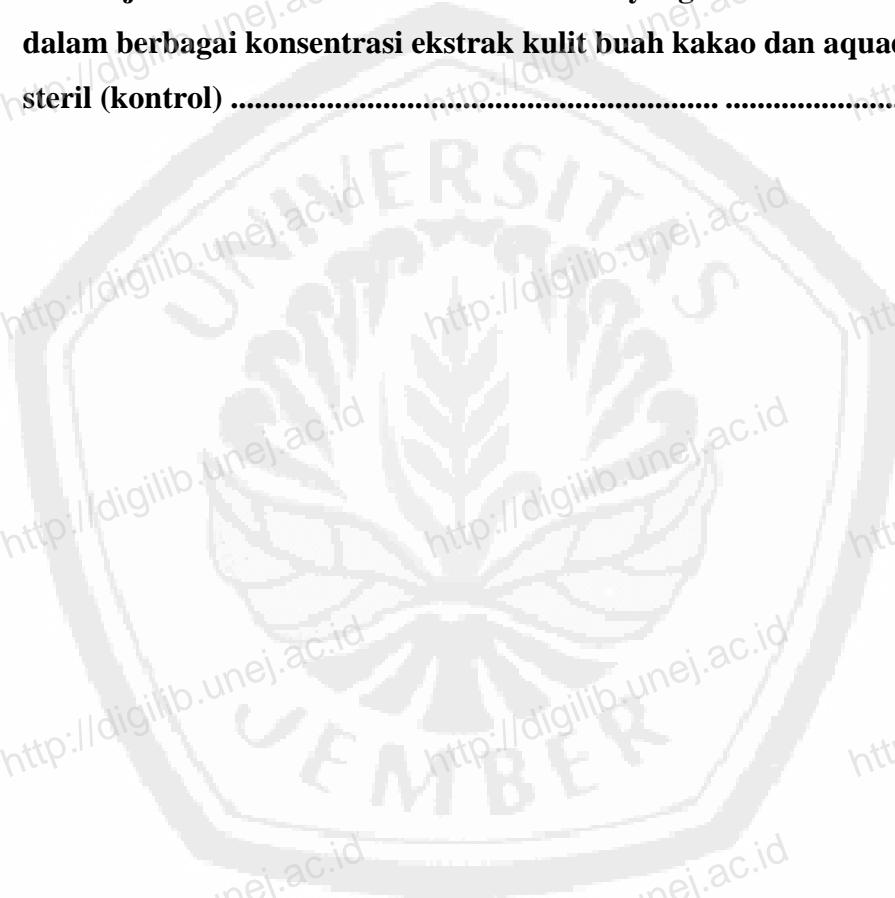 dalam berbagai konsentrasi ekstrak kulit buah kakao dan
steril (kontrol) ............................................................. .....................
UNIVERSITAS
http://digilib.unej.ac.id
http://digilib.unej.ac.id
http://digilib.unej.ac.id
http://digilib.unej.ac.id
http://digilib.unej.ac.id
http://digilib.unej.ac.id
JEMBER